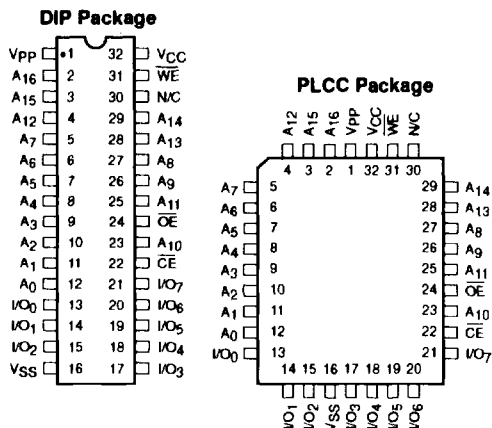 DIP Package
VPP 1 32 VCC
A16 2 31 WE
A15 3 30 N/C
A12 4 29 A14
A7 5 28 A13
A6 6 27 A8
A5 7 26 A9
A4 8 25 A11
A3 9 24 OE
A2 10 23 A10
A1 11 22 CE
A0 12 21 I/O7
I/O0 13 20 I/O6
I/O1 14 19 I/O5
I/O2 15 18 I/O4
VSS 16 17 I/O3
PLCC Package
A12 A15 A16 VPP VCC WE N/C
4 3 2 1 32 31 30
A7 5 29 A14
A6 6 28 A13
A5 7 27 A8
A4 8 26 A9
A3 9 25 A11
A2 10 24 OE
A1 11 23 A10
A0 12 22 CE
I/O0 13 21 I/O7
14 15 16 17 18 19 20
I/O1 I/O2 VSS I/O3 I/O4 I/O5 I/O6